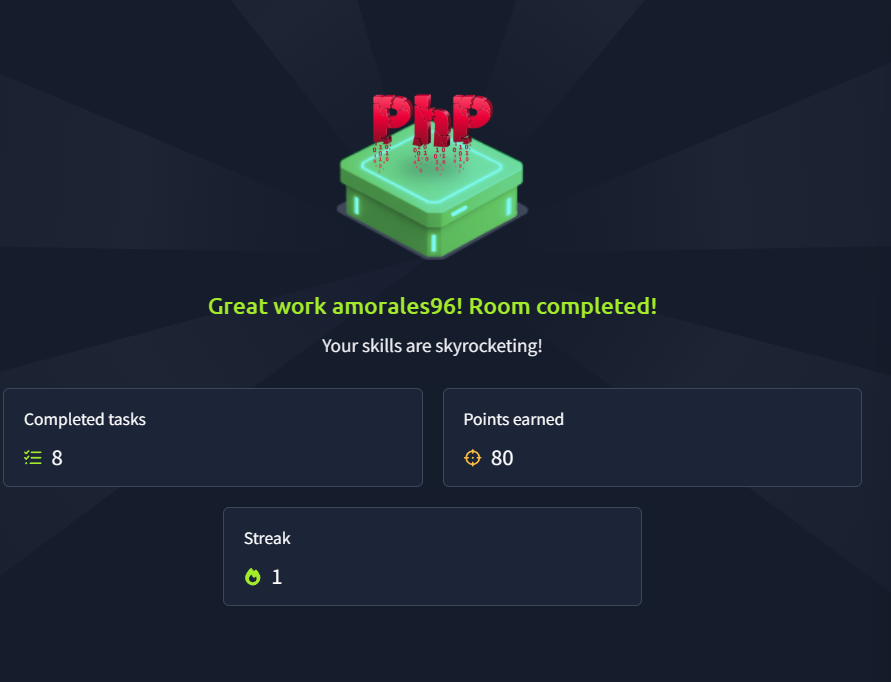 PhP
Great work amorales96! Room completed!
Your skills are skyrocketing!
Completed tasks
8
Points earned
80
Streak
1